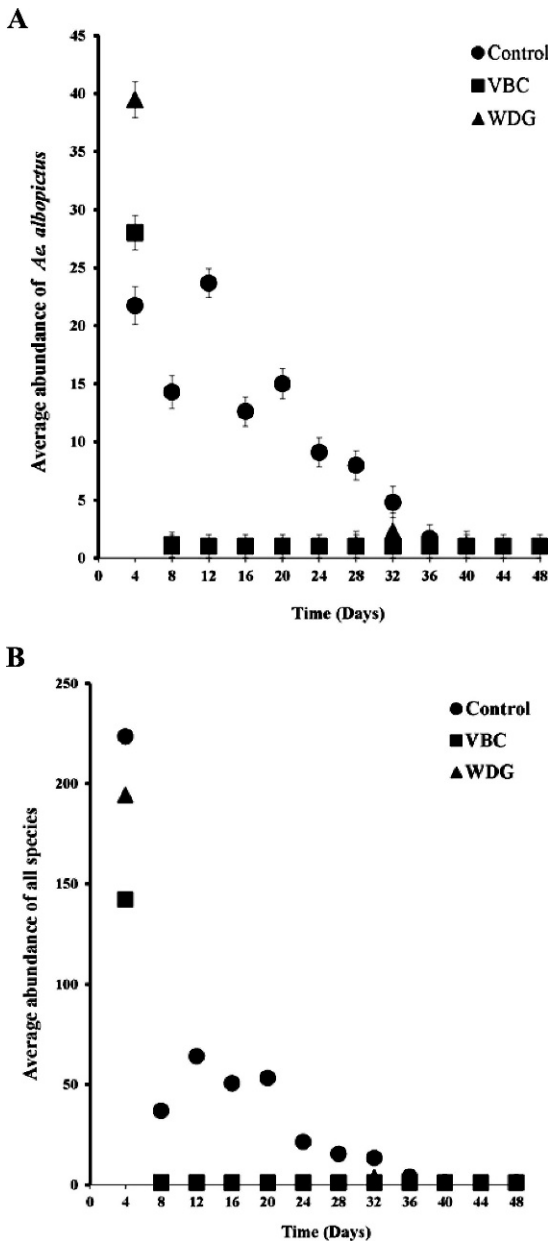 A
45
40
35
30
25
20
15
10
5
0
Average abundance of Ae. albopictus
Control
VBC
WDG
0 4 8 12 16 20 24 28 32 36 40 44 48
Time (Days)
B
250
200
150
100
50
0
Average abundance of all species
Control
VBC
WDG
0 4 8 12 16 20 24 28 32 36 40 44 48
Time (Days)